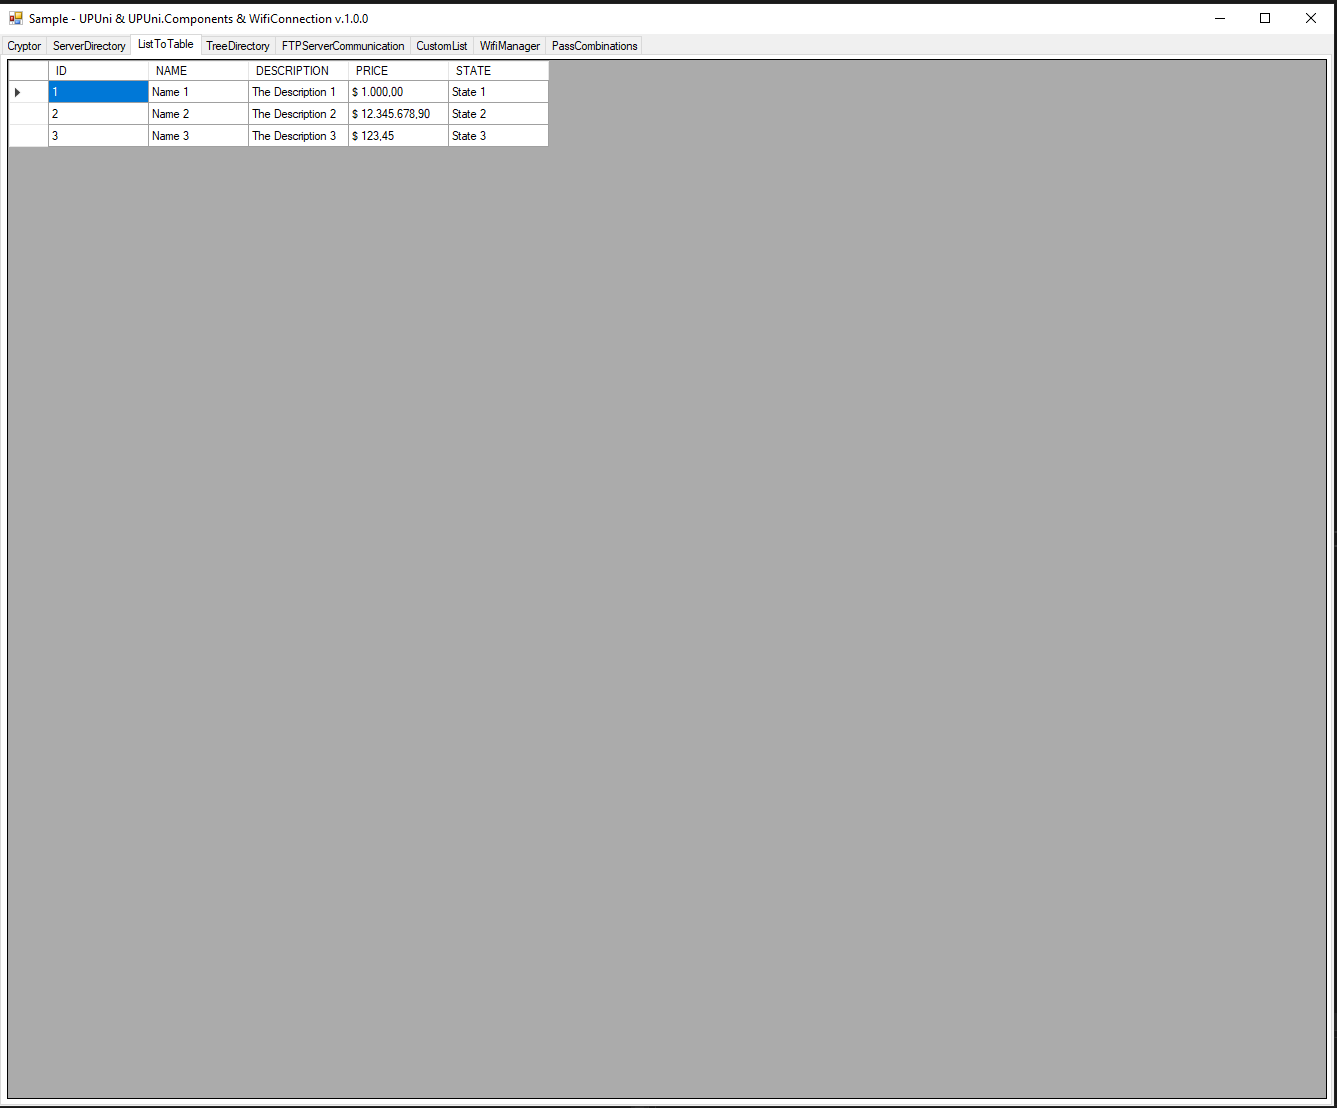 Sample - UPUni & UPUni.Components & WifiConnection v.1.0.0
Cryptor ServerDirectory ListToTable TreeDirectory FTPServerCommunication CustomList WifiManager PassCombinations
ID NAME DESCRIPTION PRICE STATE
1 Name 1 The Description 1 $ 1.000,00 State 1
2 Name 2 The Description 2 $ 12.345.678,90 State 2
3 Name 3 The Description 3 $ 123,45 State 3